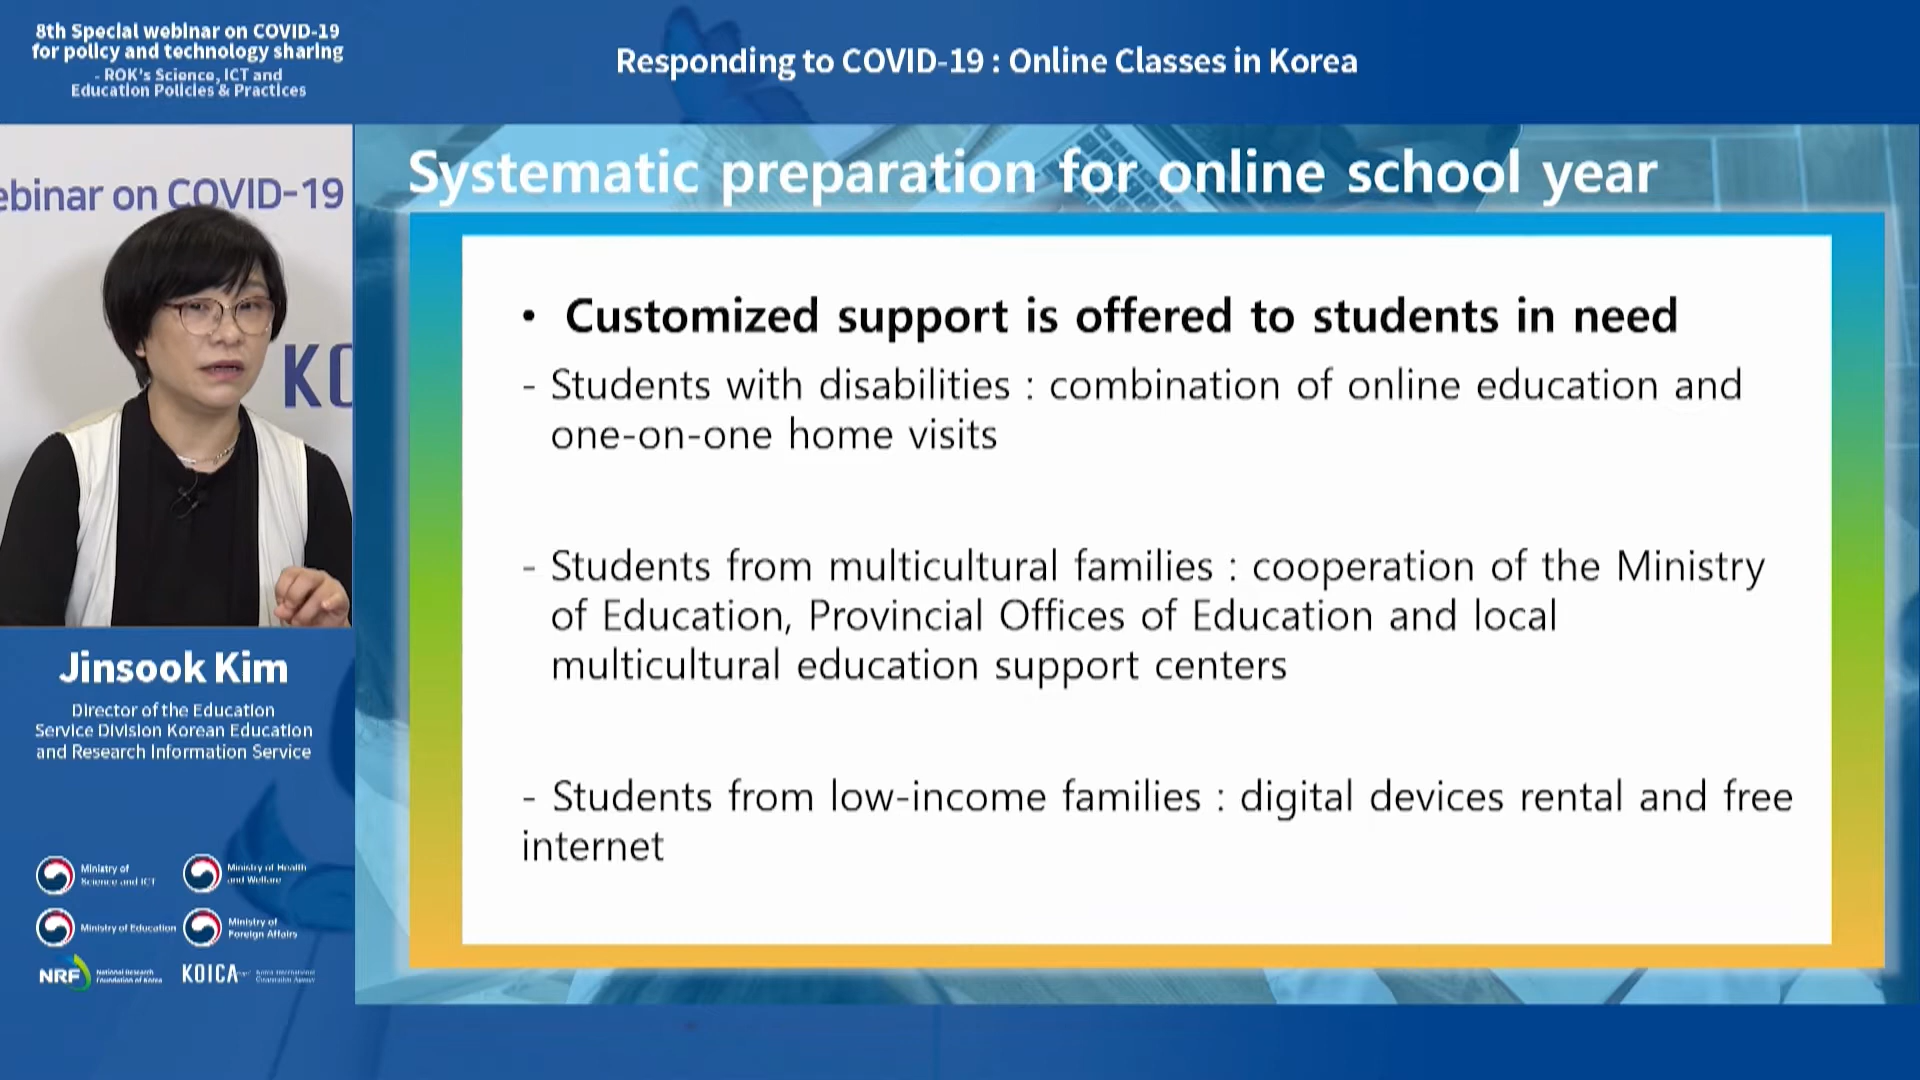 8th Special webinar on COVID-19
for policy and technology sharing
- ROK's Science, ICT and
Education Policies & Practices
Responding to COVID-19 : Online Classes in Korea
ebinar on COVID-19
KO
Jinsook Kim
Director of the Education
Service Division Korean Education
and Research Information Service
Ministry of
Science and ICT
Ministry of Health
and Welfare
Ministry of Education
Ministry of
Foreign Affairs
NRF
National Research
Foundation of Korea
KOICA
Korea International
Cooperation Agency
Systematic preparation for online school year
• Customized support is offered to students in need
- Students with disabilities : combination of online education and
one-on-one home visits
- Students from multicultural families : cooperation of the Ministry
of Education, Provincial Offices of Education and local
multicultural education support centers
- Students from low-income families : digital devices rental and free
internet